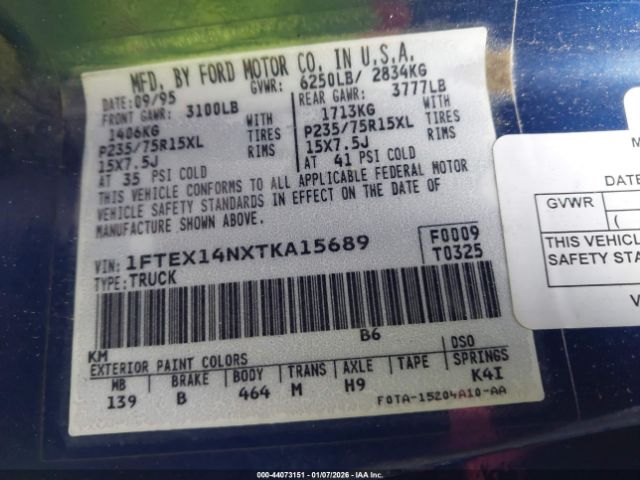 MFD. BY FORD MOTOR CO. IN U.S.A.
DATE: 09/95 GVWR: 6250LB/ 2834KG
FRONT GAWR: 3100LB REAR GAWR: 3777LB
1406KG WITH 1713KG WITH
P235/75R15XL TIRES P235/75R15XL TIRES
15X7.5J RIMS 15X7.5J RIMS
AT 35 PSI COLD AT 41 PSI COLD
THIS VEHICLE CONFORMS TO ALL APPLICABLE FEDERAL MOTOR
VEHICLE SAFETY STANDARDS IN EFFECT ON THE DATE OF
MANUFACTURE SHOWN ABOVE.
VIN: 1FTEX14NXTKA15689 F0009
TYPE: TRUCK T0325
B6
KM DSO
EXTERIOR PAINT COLORS
WB BRAKE BODY TRANS AXLE TAPE SPRINGS
139 B 464 M H9 K4I
F0TA-15204A10-AA
M
DATE
GVWR
THIS VEHICL
SAFETY STA
V
000-44073151 - 01/07/2026 - IAA Inc.